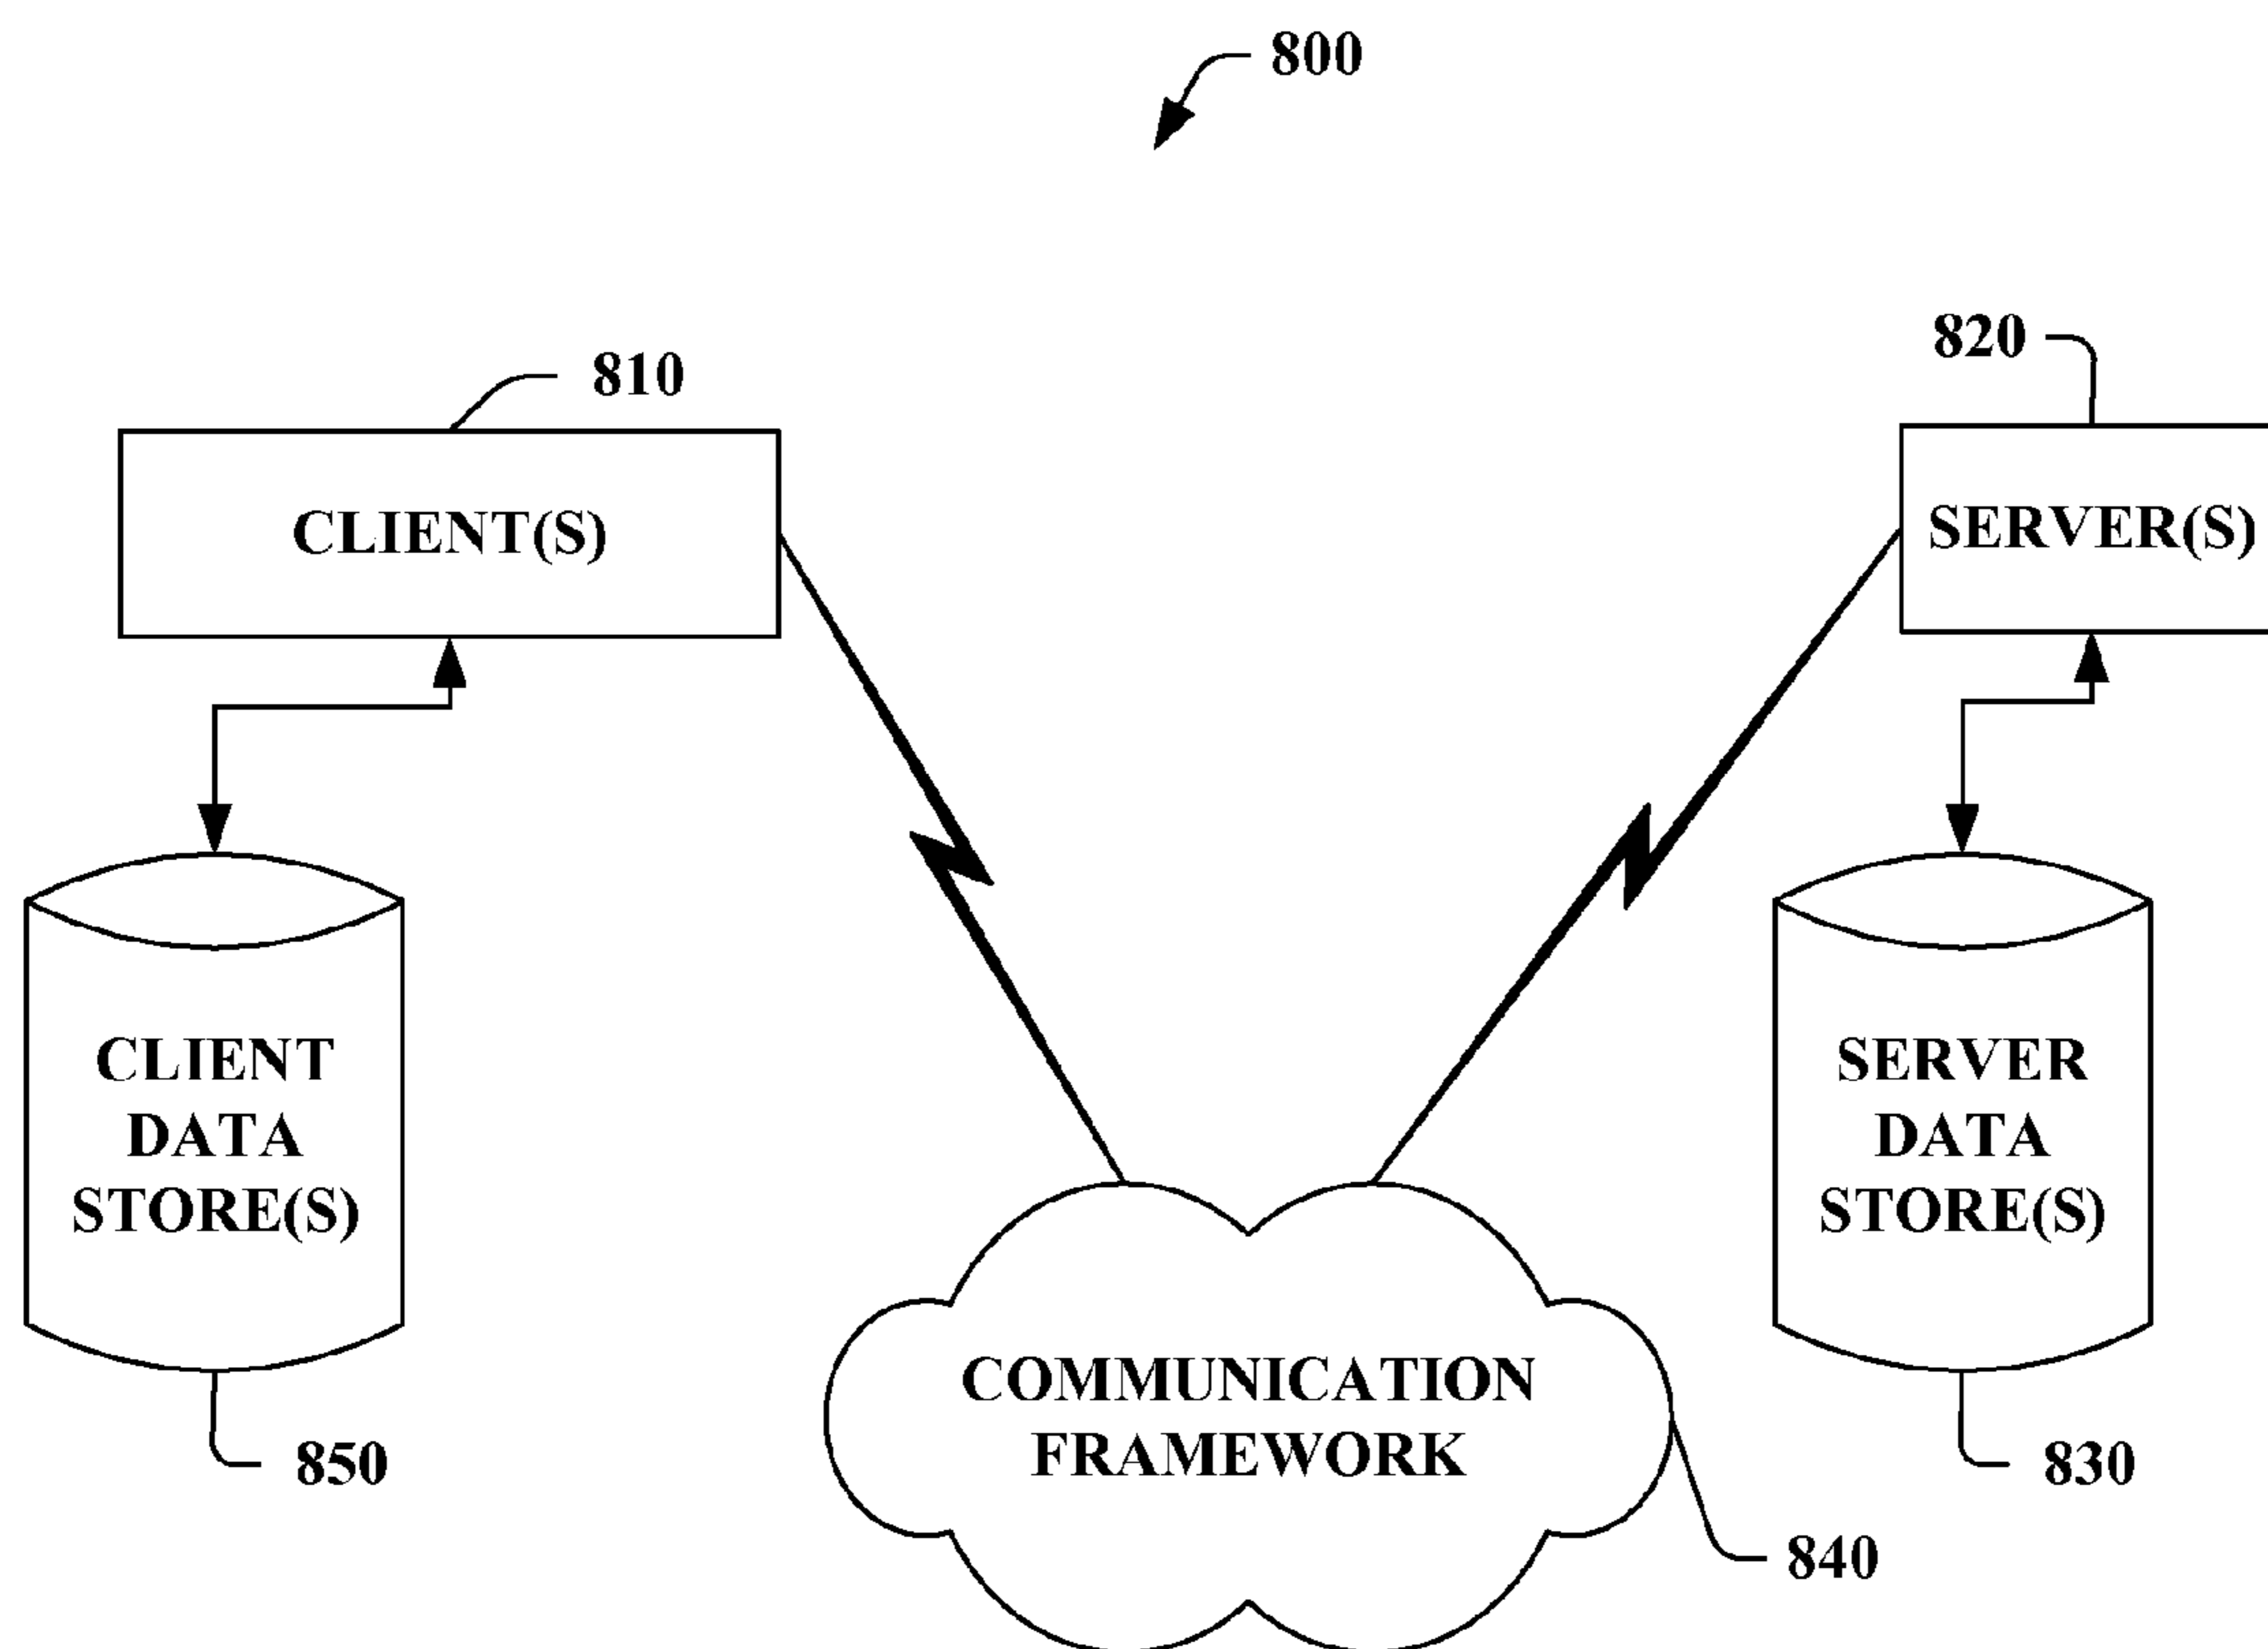 800
810
820
CLIENT(S)
SERVER(S)
CLIENT
DATA
STORE(S)
SERVER
DATA
STORE(S)
COMMUNICATION
FRAMEWORK
850
830
840